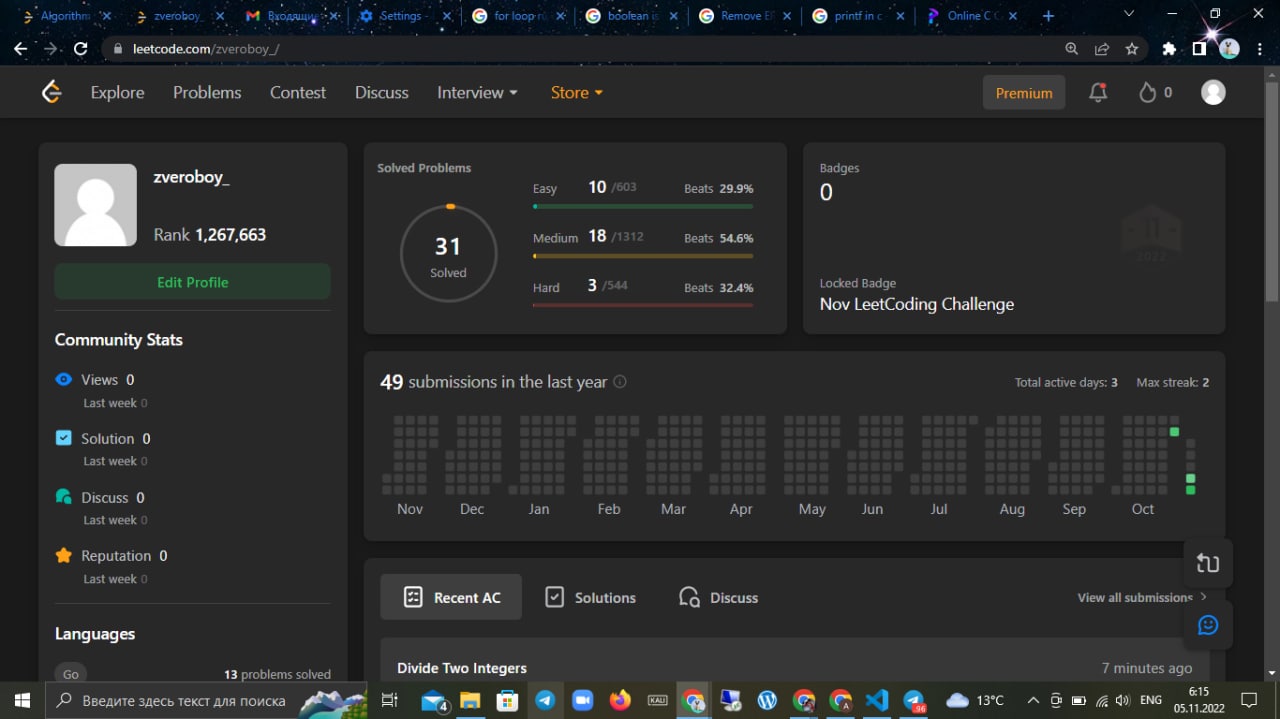 Algorithm
zveroboy_
Входящие
Settings -
for loop ru
boolean is
Remove El
printf in c
Online C C
leetcode.com/zveroboy_/
Explore Problems Contest Discuss Interview Store Premium 0
zveroboy_
Rank 1,267,663
Edit Profile
Community Stats
Views 0
Last week 0
Solution 0
Last week 0
Discuss 0
Last week 0
Reputation 0
Last week 0
Languages
Go 13 problems solved
Solved Problems
31
Solved
Easy 10 /603 Beats 29.9%
Medium 18 /1312 Beats 54.6%
Hard 3 /544 Beats 32.4%
Badges
0
11
2022
Locked Badge
Nov LeetCoding Challenge
49 submissions in the last year Total active days: 3 Max streak: 2
Nov Dec Jan Feb Mar Apr May Jun Jul Aug Sep Oct
Recent AC Solutions Discuss View all submissions
Divide Two Integers 7 minutes ago
Введите здесь текст для поиска 4 KALI 96 13°C ENG 6:15
05.11.2022